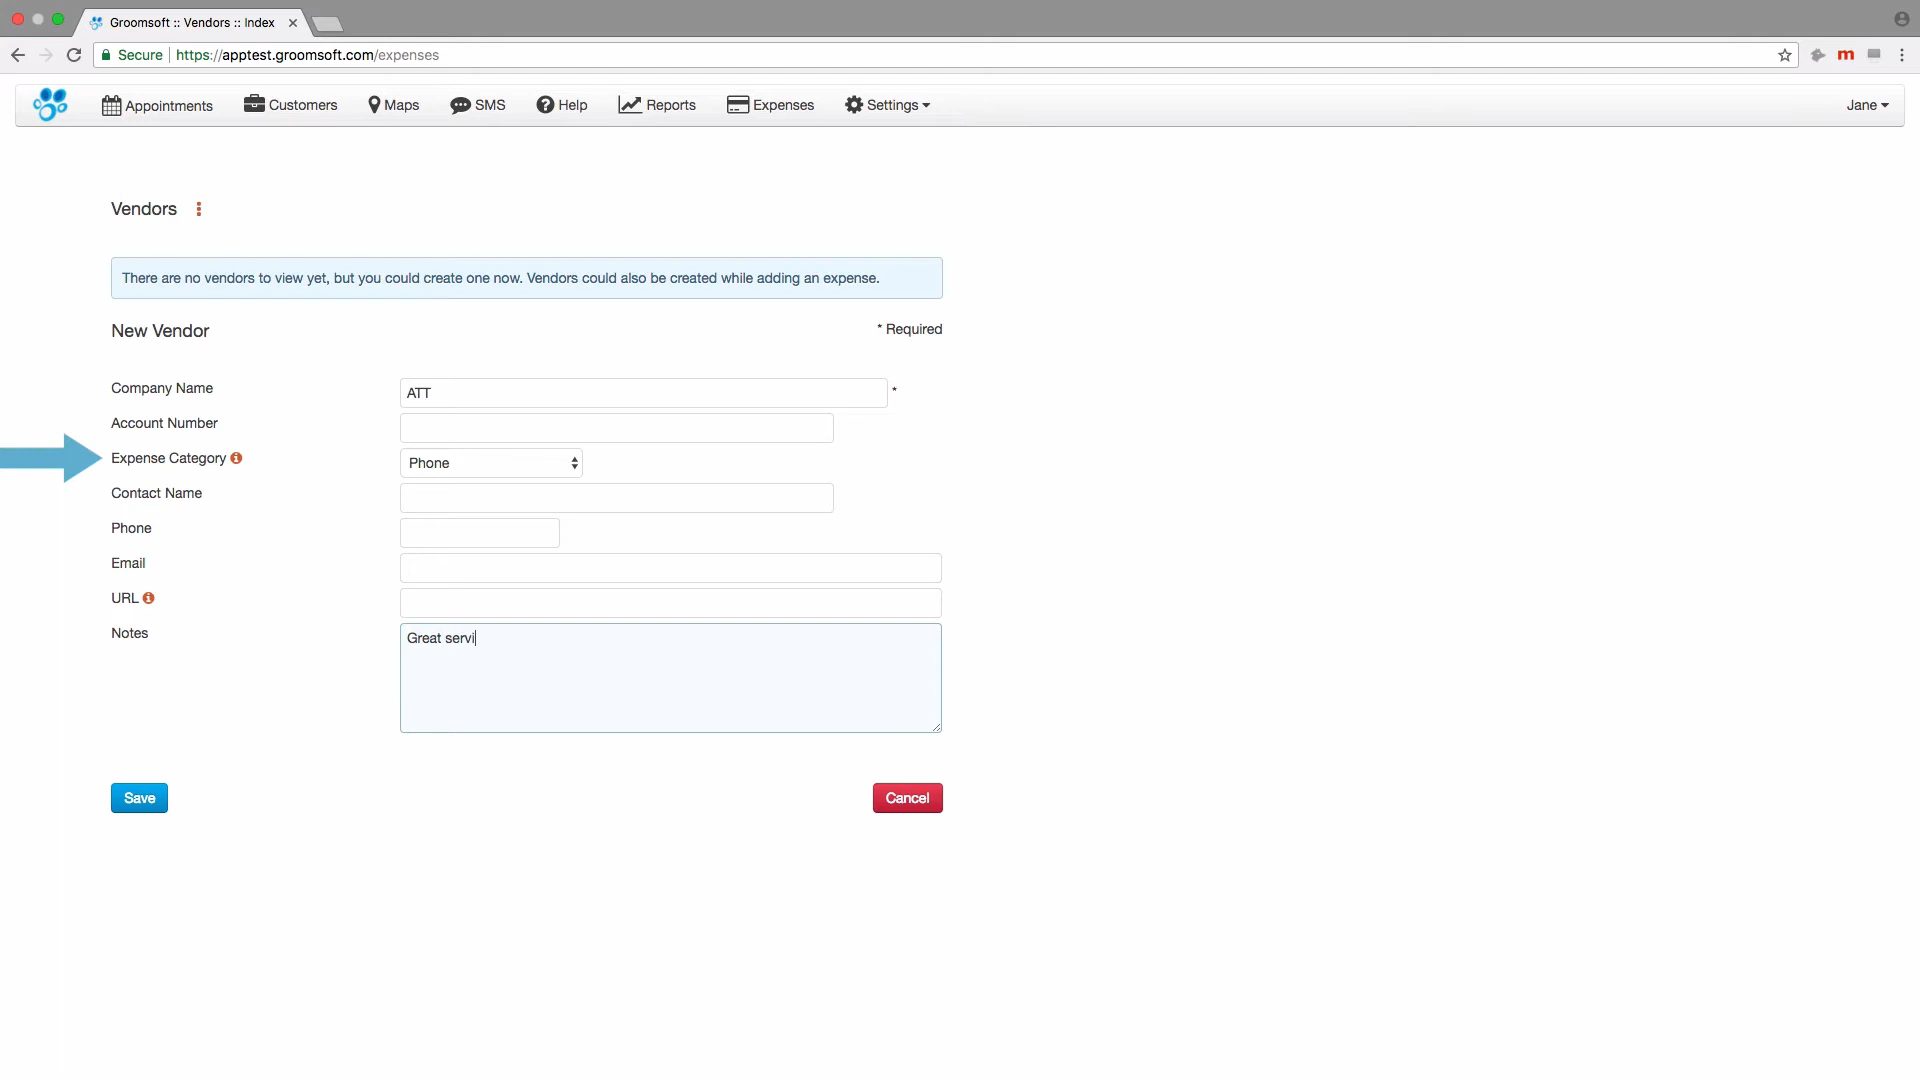 Groomsoft :: Vendors :: Index
Secure https://apptest.groomsoft.com/expenses
m
Appointments Customers Maps SMS Help Reports Expenses Settings Jane
Vendors
There are no vendors to view yet, but you could create one now. Vendors could also be created while adding an expense.
New Vendor * Required
Company Name ATT *
Account Number
Expense Category Phone
Contact Name
Phone
Email
URL
Notes Great servi
Save Cancel